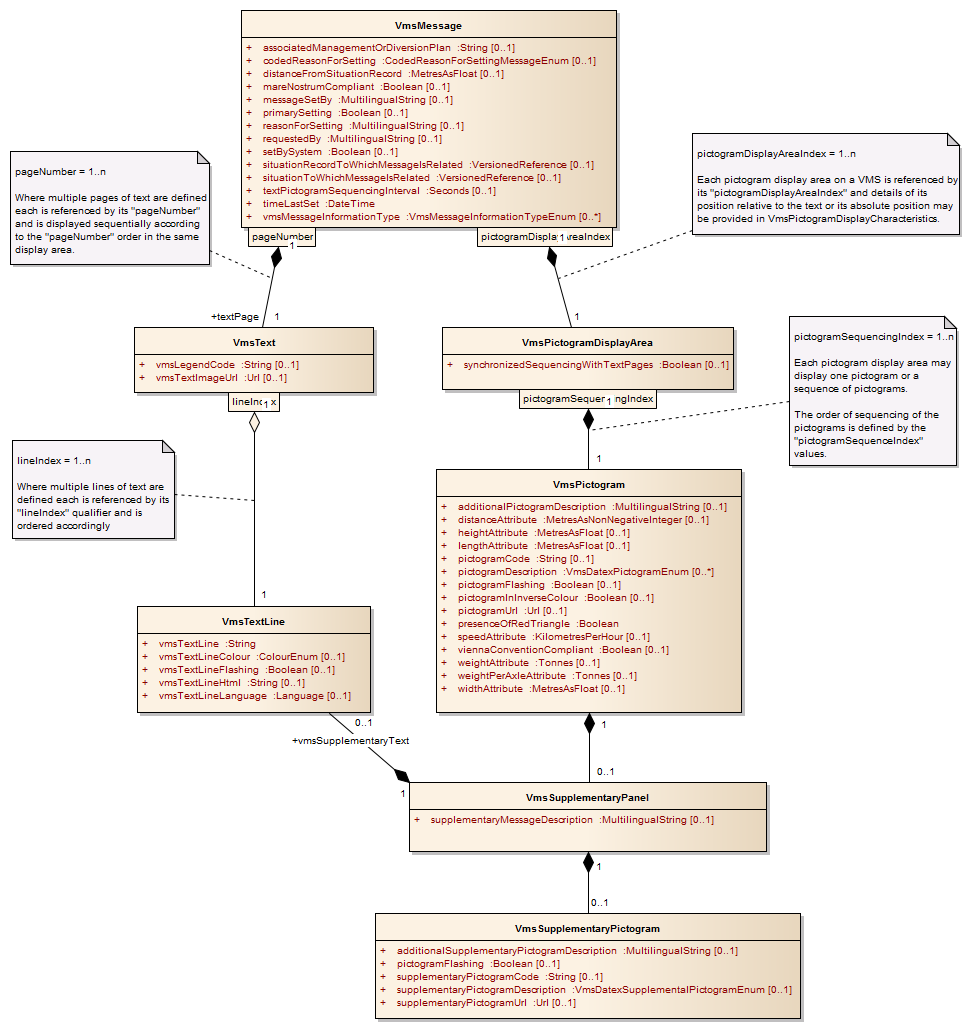 VmsMessage
+ associatedManagementOrDiversionPlan :String [0..1]
+ codedReasonForSetting :CodedReasonForSettingMessageEnum [0..1]
+ distanceFromSituationRecord :MetresAsFloat [0..1]
+ mareNostrumCompliant :Boolean [0..1]
+ messageSetBy :MultilingualString [0..1]
+ primarySetting :Boolean [0..1]
+ reasonForSetting :MultilingualString [0..1]
+ requestedBy :MultilingualString [0..1]
+ setBySystem :Boolean [0..1]
+ situationRecordToWhichMessageIsRelated :VersionedReference [0..1]
+ situationToWhichMessageIsRelated :VersionedReference [0..1]
+ textPictogramSequencingInterval :Seconds [0..1]
+ timeLastSet :DateTime
+ vmsMessageInformationType :VmsMessageInformationTypeEnum [0..*]
pageNumber
1
pictogramDispla 1 reaIndex
pageNumber = 1..n
Where multiple pages of text are defined
each is referenced by its "pageNumber"
and is displayed sequentially according
to the "pageNumber" order in the same
display area.
pictogramDisplayAreaIndex = 1..n
Each pictogram display area on a VMS is referenced by
its "pictogramDisplayAreaIndex" and details of its
position relative to the text or its absolute position may
be provided in VmsPictogramDisplayCharacteristics.
+textPage 1
1
VmsText
+ vmsLegendCode :String [0..1]
+ vmsTextImageUrl :Url [0..1]
lineInd 1 x
VmsPictogramDisplayArea
+ synchronizedSequencingWithTextPages :Boolean [0..1]
pictogramSequer 1 ngIndex
pictogramSequencingIndex = 1..n
Each pictogram display area may
display one pictogram or a
sequence of pictograms.
The order of sequencing of the
pictograms is defined by the
"pictogramSequenceIndex"
values.
lineIndex = 1..n
Where multiple lines of text are
defined each is referenced by its
"lineIndex" qualifier and is
ordered accordingly
1
1
VmsPictogram
+ additionalPictogramDescription :MultilingualString [0..1]
+ distanceAttribute :MetresAsNonNegativeInteger [0..1]
+ heightAttribute :MetresAsFloat [0..1]
+ lengthAttribute :MetresAsFloat [0..1]
+ pictogramCode :String [0..1]
+ pictogramDescription :VmsDatexPictogramEnum [0..*]
+ pictogramFlashing :Boolean [0..1]
+ pictogramInInverseColour :Boolean [0..1]
+ pictogramUrl :Url [0..1]
+ presenceOfRedTriangle :Boolean
+ speedAttribute :KilometresPerHour [0..1]
+ viennaConventionCompliant :Boolean [0..1]
+ weightAttribute :Tonnes [0..1]
+ weightPerAxleAttribute :Tonnes [0..1]
+ widthAttribute :MetresAsFloat [0..1]
VmsTextLine
+ vmsTextLine :String
+ vmsTextLineColour :ColourEnum [0..1]
+ vmsTextLineFlashing :Boolean [0..1]
+ vmsTextLineHtml :String [0..1]
+ vmsTextLineLanguage :Language [0..1]
0..1
+vmsSupplementaryText
1
1
0..1
VmsSupplementaryPanel
+ supplementaryMessageDescription :MultilingualString [0..1]
1
0..1
VmsSupplementaryPictogram
+ additionalSupplementaryPictogramDescription :MultilingualString [0..1]
+ pictogramFlashing :Boolean [0..1]
+ supplementaryPictogramCode :String [0..1]
+ supplementaryPictogramDescription :VmsDatexSupplementalPictogramEnum [0..1]
+ supplementaryPictogramUrl :Url [0..1]